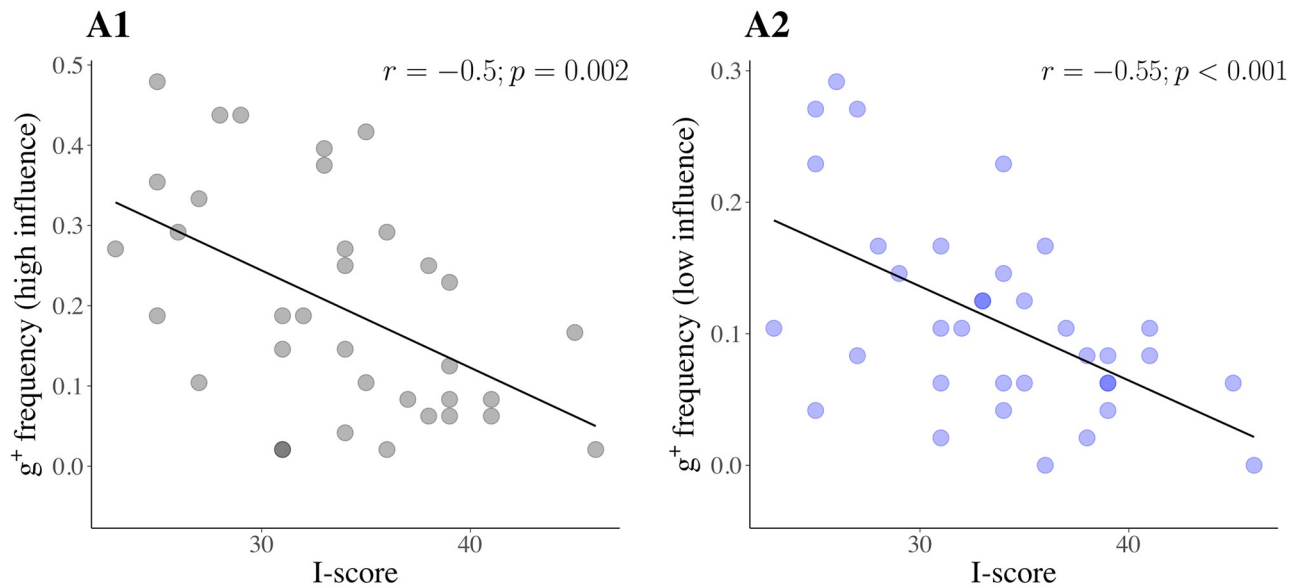 A1
r = −0.5; p = 0.002
g⁺ frequency (high influence)
0.5
0.4
0.3
0.2
0.1
0.0
30
40
I-score
A2
r = −0.55; p < 0.001
g⁺ frequency (low influence)
0.3
0.2
0.1
0.0
30
40
I-score